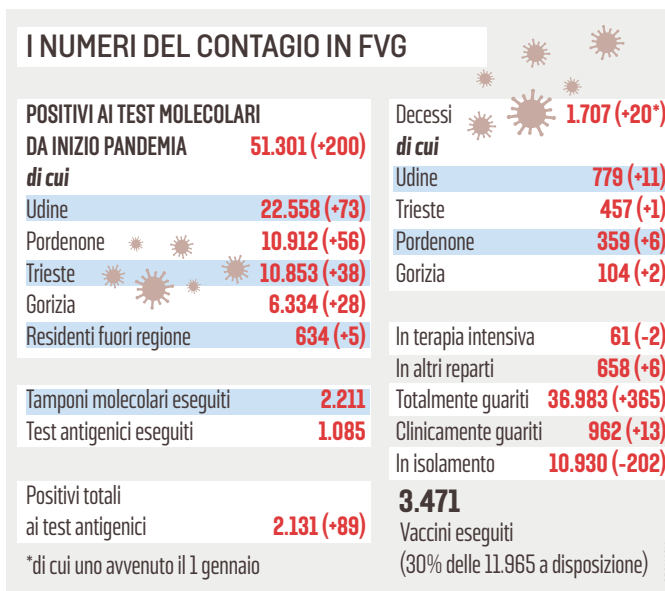 I NUMERI DEL CONTAGIO IN FVG
POSITIVI AI TEST MOLECOLARI
DA INIZIO PANDEMIA 51.301 (+200)
di cui
Udine 22.558 (+73)
Pordenone 10.912 (+56)
Trieste 10.853 (+38)
Gorizia 6.334 (+28)
Residenti fuori regione 634 (+5)
Tamponi molecolari eseguiti 2.211
Test antigenici eseguiti 1.085
Positivi totali
ai test antigenici 2.131 (+89)
*di cui uno avvenuto il 1 gennaio
Decessi 1.707 (+20*)
di cui
Udine 779 (+11)
Trieste 457 (+1)
Pordenone 359 (+6)
Gorizia 104 (+2)
In terapia intensiva 61 (-2)
In altri reparti 658 (+6)
Totalmente guariti 36.983 (+365)
Clinicamente guariti 962 (+13)
In isolamento 10.930 (-202)
3.471
Vaccini eseguiti
(30% delle 11.965 a disposizione)